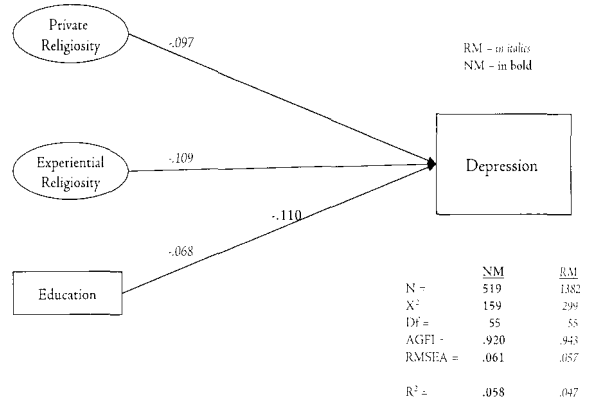 Private
Religiosity
-.097
RM – in italics
NM – in bold
Experiential
Religiosity
-.109
Depression
-.110
-.068
Education
NM RM
N = 519 1382
X² 159 299
Df = 55 55
AGFI - .920 .943
RMSEA = .061 .057
R² = .058 .047